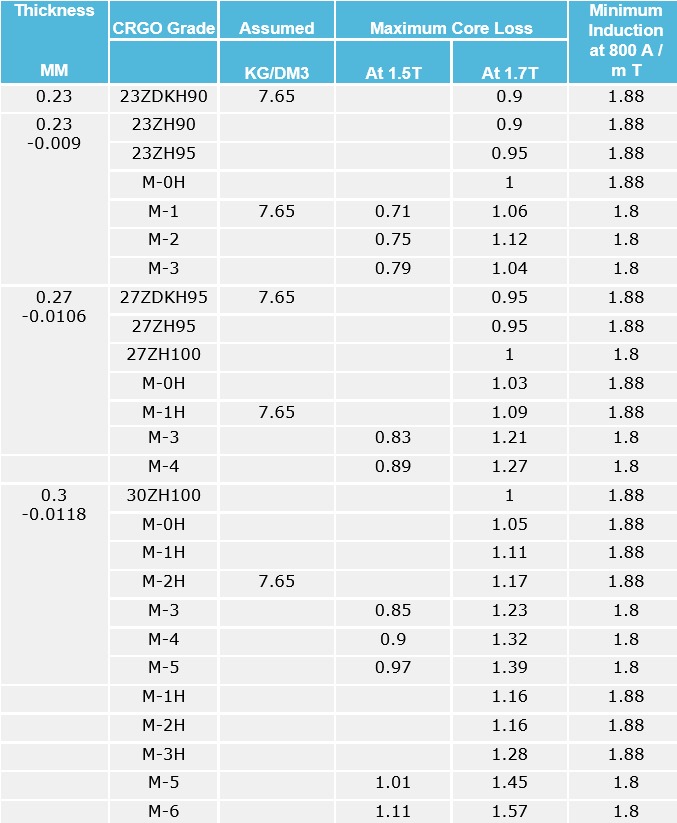 Thickness CRGO Grade Assumed Maximum Core Loss Minimum Induction at 800 A / m T
MM KG/DM3 At 1.5T At 1.7T
0.23 23ZDKH90 7.65 0.9 1.88
0.23 23ZH90 0.9 1.88
-0.009
23ZH95 0.95 1.88
M-0H 1 1.88
M-1 7.65 0.71 1.06 1.8
M-2 0.75 1.12 1.8
M-3 0.79 1.04 1.8
0.27 27ZDKH95 7.65 0.95 1.88
-0.0106
27ZH95 0.95 1.88
27ZH100 1 1.8
M-0H 1.03 1.88
M-1H 7.65 1.09 1.88
M-3 0.83 1.21 1.8
M-4 0.89 1.27 1.8
0.3 30ZH100 1 1.88
-0.0118
M-0H 1.05 1.88
M-1H 1.11 1.88
M-2H 7.65 1.17 1.88
M-3 0.85 1.23 1.8
M-4 0.9 1.32 1.8
M-5 0.97 1.39 1.8
M-1H 1.16 1.88
M-2H 1.16 1.88
M-3H 1.28 1.88
M-5 1.01 1.45 1.8
M-6 1.11 1.57 1.8